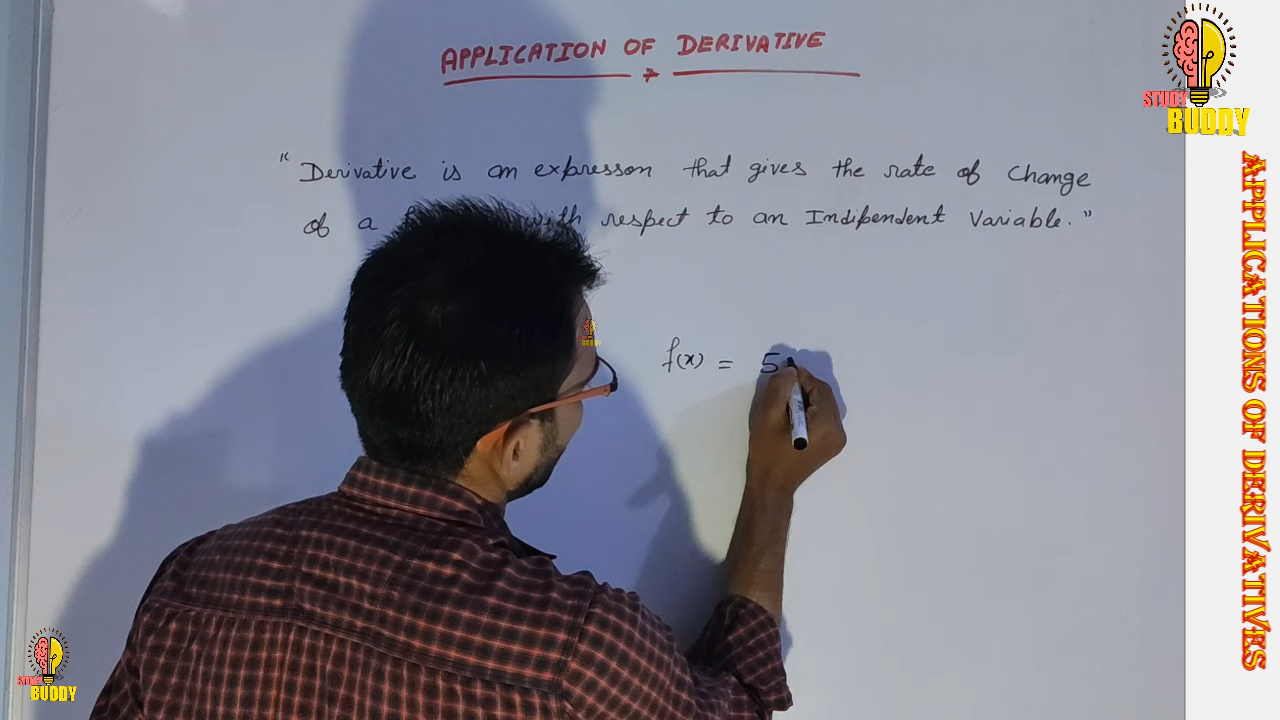 APPLICATION OF DERIVATIVE
" Derivative is an expresson that gives the rate of change
of a with respect to an Indipendent Variable."
f(x) = 5
STUDY
BUDDY
APPLICATIONS OF DERIVATIVES
STUDY
BUDDY